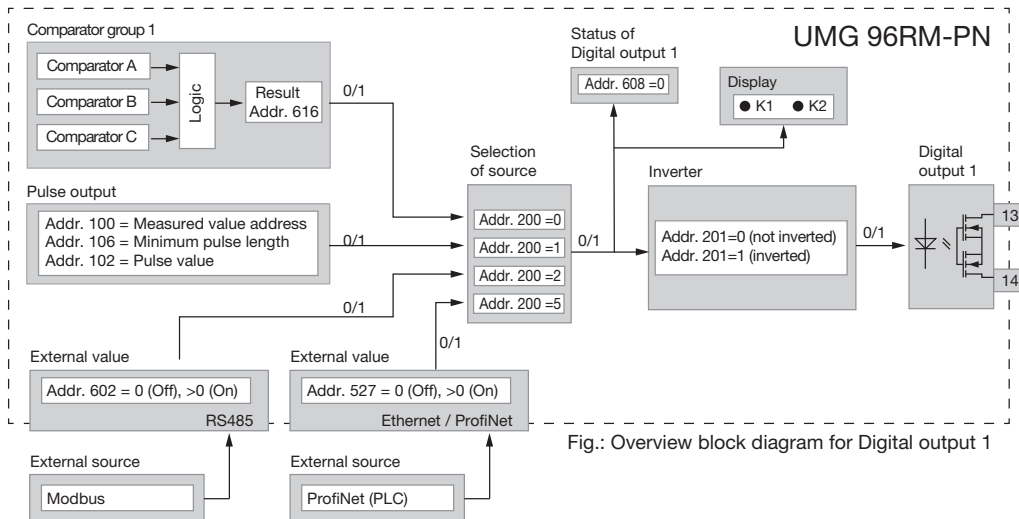 UMG 96RM-PN
Comparator group 1
Comparator A
Comparator B
Comparator C
Logic
Result
Addr. 616
0/1
Status of
Digital output 1
Addr. 608 =0
Display
K1 K2
Pulse output
Addr. 100 = Measured value address
Addr. 106 = Minimum pulse length
Addr. 102 = Pulse value
0/1
Selection
of source
Addr. 200 =0
Addr. 200 =1
Addr. 200 =2
Addr. 200 =5
0/1
Inverter
Addr. 201=0 (not inverted)
Addr. 201=1 (inverted)
0/1
Digital
output 1
13
14
0/1
0/1
External value
Addr. 602 = 0 (Off), >0 (On)
RS485
External value
Addr. 527 = 0 (Off), >0 (On)
Ethernet / ProfiNet
Fig.: Overview block diagram for Digital output 1
External source
Modbus
External source
ProfiNet (PLC)